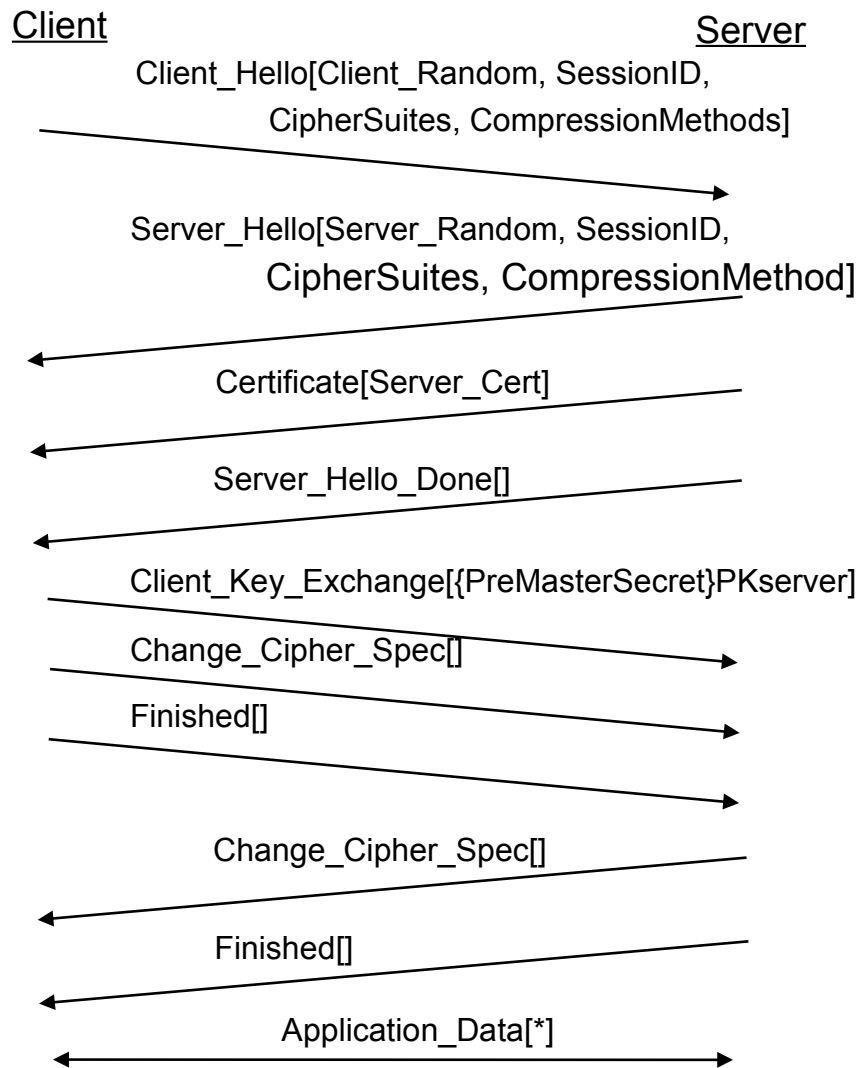 Client
Server
Client_Hello[Client_Random, SessionID,
CipherSuites, CompressionMethods]
Server_Hello[Server_Random, SessionID,
CipherSuites, CompressionMethod]
Certificate[Server_Cert]
Server_Hello_Done[]
Client_Key_Exchange[{PreMasterSecret}PKserver]
Change_Cipher_Spec[]
Finished[]
Change_Cipher_Spec[]
Finished[]
Application_Data[*]